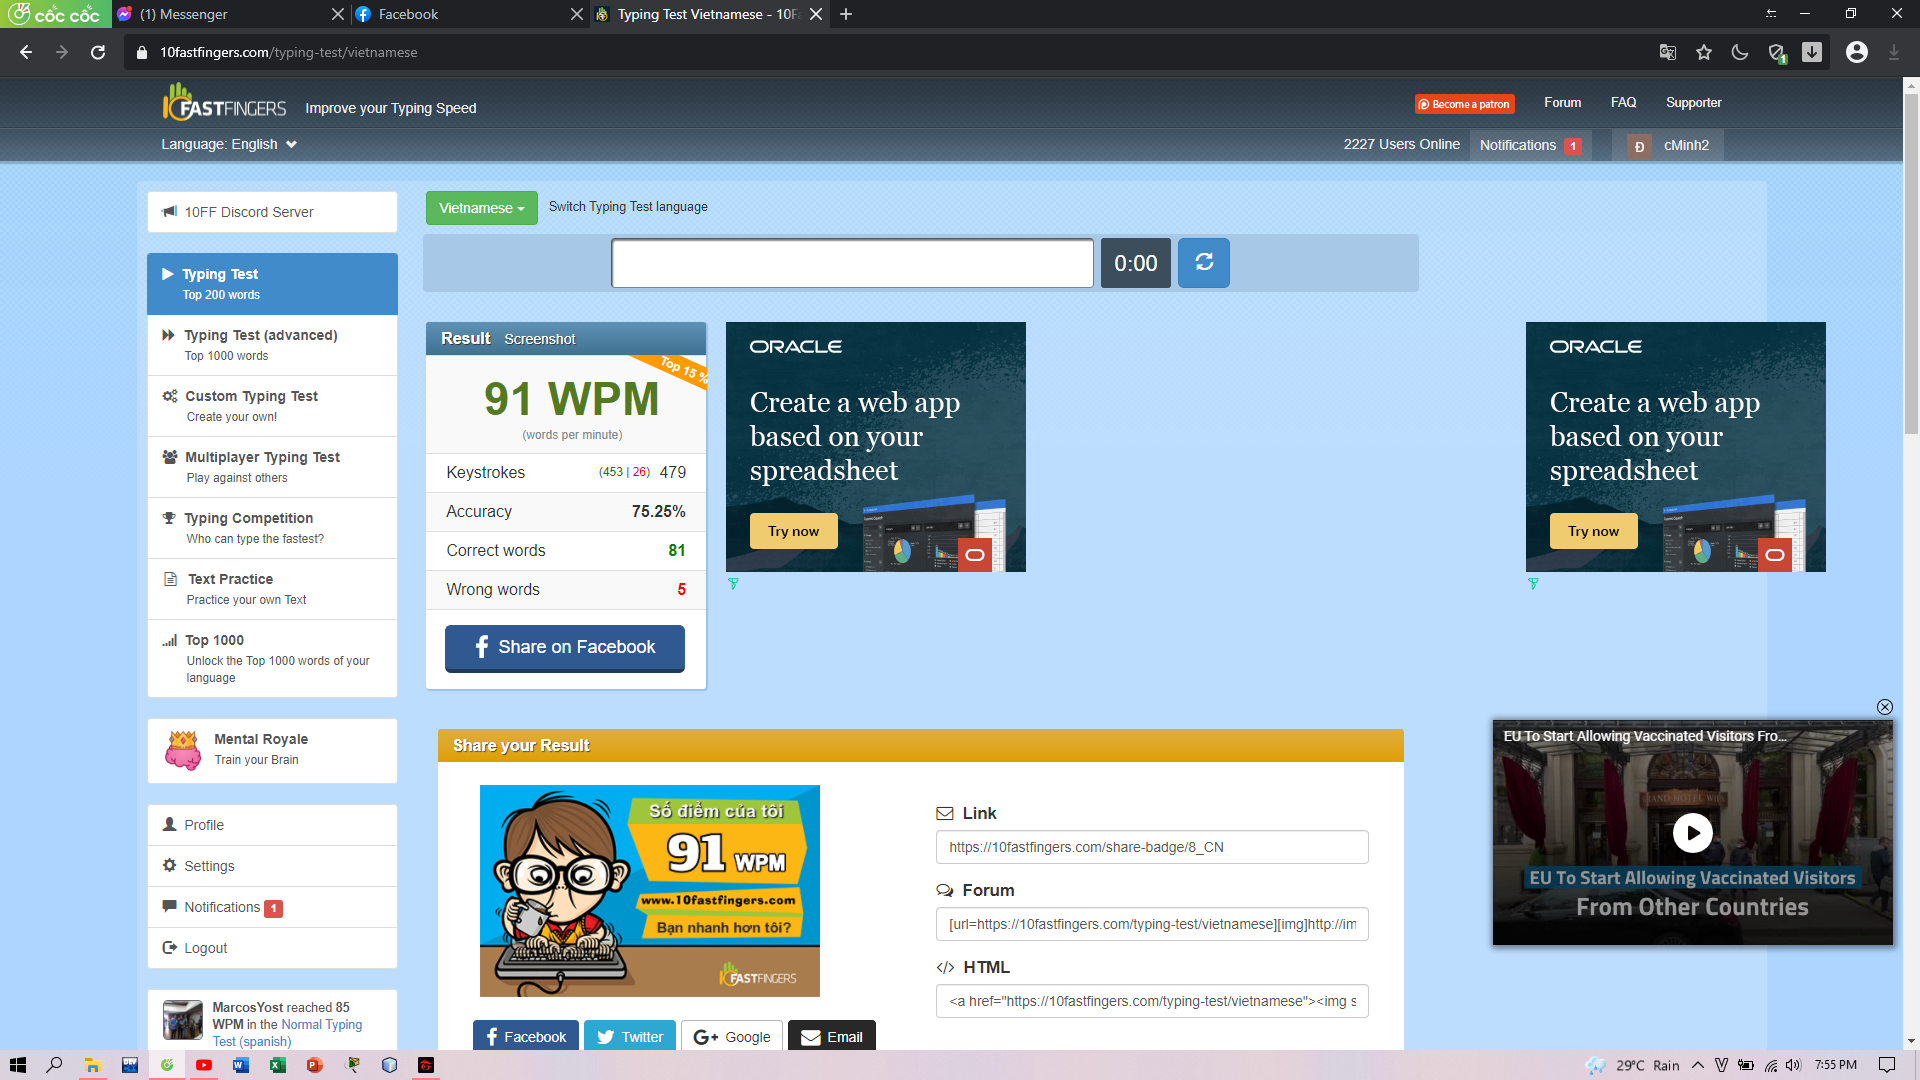 cốc cốc
(1) Messenger
Facebook
Typing Test Vietnamese - 10F
10fastfingers.com/typing-test/vietnamese
1
10FASTFINGERS
Improve your Typing Speed
Become a patron
Forum
FAQ
Supporter
Language: English
2227 Users Online
Notifications 1
Đ
cMinh2
10FF Discord Server
Typing Test
Top 200 words
Typing Test (advanced)
Top 1000 words
Custom Typing Test
Create your own!
Multiplayer Typing Test
Play against others
Typing Competition
Who can type the fastest?
Text Practice
Practice your own Text
Top 1000
Unlock the Top 1000 words of your
language
Mental Royale
Train your Brain
Profile
Settings
Notifications 1
Logout
MarcosYost reached 85
WPM in the Normal Typing
Test (spanish)
Vietnamese
Switch Typing Test language
0:00
Result Screenshot
Top 15 %
91 WPM
(words per minute)
Keystrokes (453 | 26) 479
Accuracy 75.25%
Correct words 81
Wrong words 5
Share on Facebook
ORACLE
Create a web app
based on your
spreadsheet
Try now
ORACLE
Create a web app
based on your
spreadsheet
Try now
Share your Result
Số điểm của tôi
91 WPM
www.10fastfingers.com
Bạn nhanh hơn tôi?
10FASTFINGERS
Link
https://10fastfingers.com/share-badge/8_CN
Forum
[url=https://10fastfingers.com/typing-test/vietnamese][img]http://im
</> HTML
<a href="https://10fastfingers.com/typing-test/vietnamese"><img s
Facebook
Twitter
G+ Google
Email
EU To Start Allowing Vaccinated Visitors Fro...
GRAND HOTEL WIEN
EU To Start Allowing Vaccinated Visitors
From Other Countries
29°C Rain
V
7:55 PM